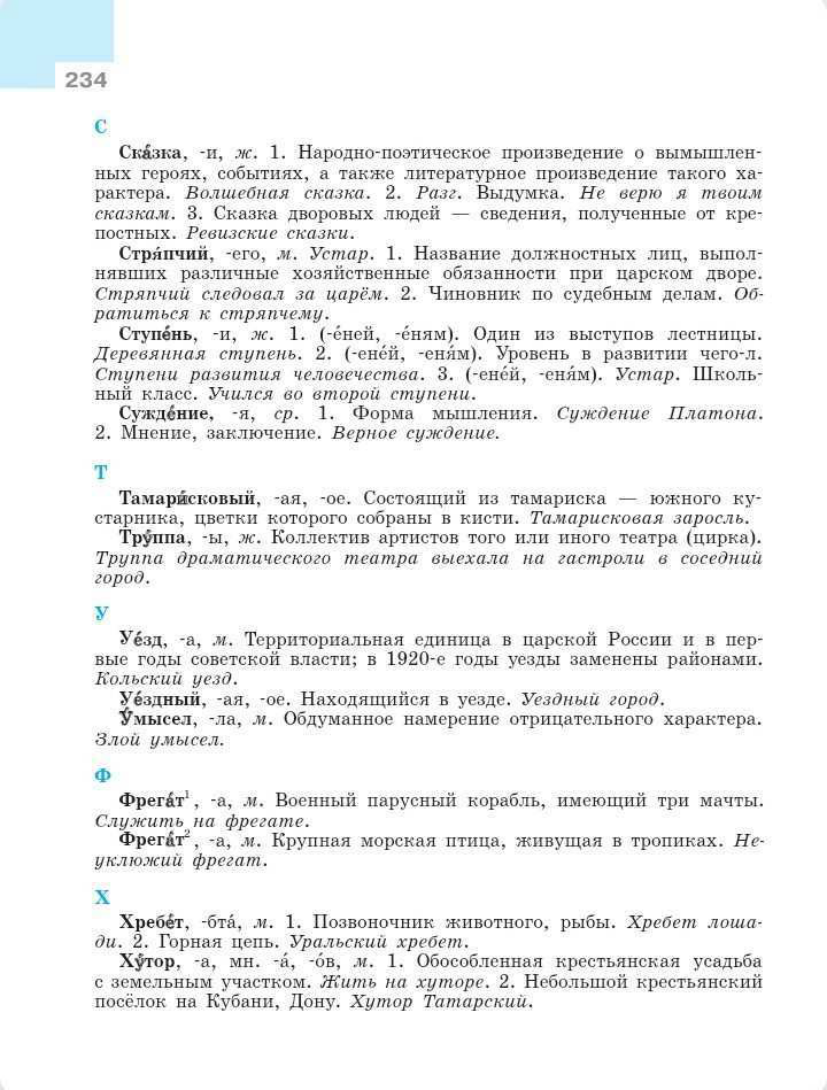 234
С
Ска́зка, -и, ж. 1. Народно-поэтическое произведение о вымышлен-
ных героях, событиях, а также литературное произведение такого ха-
рактера. Волшебная сказка. 2. Разг. Выдумка. Не верю я твоим
сказкам. 3. Сказка дворовых людей — сведения, полученные от кре-
постных. Ревизские сказки.
Стря́пчий, -его, м. Устар. 1. Название должностных лиц, выпол-
нявших различные хозяйственные обязанности при царском дворе.
Стряпчий следовал за царём. 2. Чиновник по судебным делам. Об-
ратиться к стряпчему.
Ступе́нь, -и, ж. 1. (-е́ней, -е́ням). Один из выступов лестницы.
Деревянная ступень. 2. (-ене́й, -еня́м). Уровень в развитии чего-л.
Ступени развития человечества. 3. (-ене́й, -еня́м). Устар. Школь-
ный класс. Учился во второй ступени.
Сужде́ние, -я, ср. 1. Форма мышления. Суждение Платона.
2. Мнение, заключение. Верное суждение.
Т
Тамари́сковый, -ая, -ое. Состоящий из тамариска — южного ку-
старника, цветки которого собраны в кисти. Тамарисковая заросль.
Тру́ппа, -ы, ж. Коллектив артистов того или иного театра (цирка).
Труппа драматического театра выехала на гастроли в соседний
город.
У
Уе́зд, -а, м. Территориальная единица в царской России и в пер-
вые годы советской власти; в 1920-е годы уезды заменены районами.
Кольский уезд.
Уе́здный, -ая, -ое. Находящийся в уезде. Уездный город.
У́мысел, -ла, м. Обдуманное намерение отрицательного характера.
Злой умысел.
Ф
Фрега́т¹, -а, м. Военный парусный корабль, имеющий три мачты.
Служить на фрегате.
Фрега́т², -а, м. Крупная морская птица, живущая в тропиках. Не-
уклюжий фрегат.
Х
Хребе́т, -бта́, м. 1. Позвоночник животного, рыбы. Хребет лоша-
ди. 2. Горная цепь. Уральский хребет.
Ху́тор, -а, мн. -а́, -о́в, м. 1. Обособленная крестьянская усадьба
с земельным участком. Жить на хуторе. 2. Небольшой крестьянский
посёлок на Кубани, Дону. Хутор Татарский.